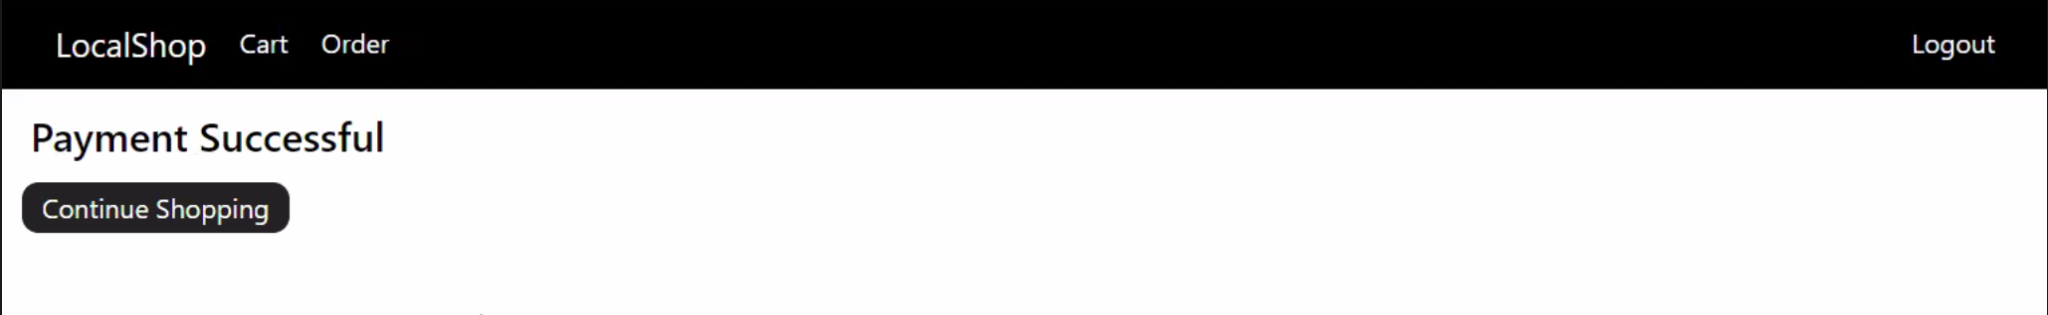 LocalShop Cart Order Logout
Payment Successful
Continue Shopping